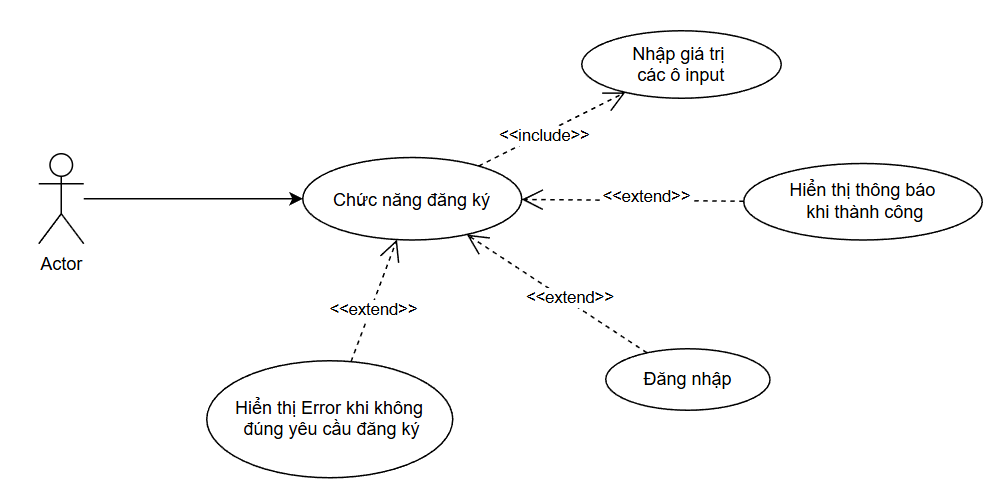 Nhập giá trị
các ô input
<<include>>
Chức năng đăng ký
<<extend>>
Hiển thị thông báo
khi thành công
Actor
<<extend>>
<<extend>>
Đăng nhập
Hiển thị Error khi không
đúng yêu cầu đăng ký